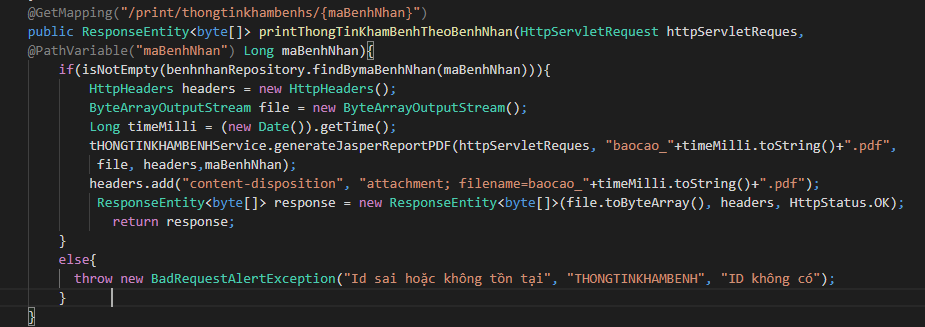 @GetMapping("/print/thongtinkhambenhs/{maBenhNhan}")
public ResponseEntity<byte[]> printThongTinKhamBenhTheoBenhNhan(HttpServletRequest httpServletReques,
@PathVariable("maBenhNhan") Long maBenhNhan){
if(isNotEmpty(benhnhanRepository.findBymaBenhNhan(maBenhNhan))){
HttpHeaders headers = new HttpHeaders();
ByteArrayOutputStream file = new ByteArrayOutputStream();
Long timeMilli = (new Date()).getTime();
tHONGTINKHAMBENHService.generateJasperReportPDF(httpServletReques, "baocao_"+timeMilli.toString()+".pdf",
file, headers,maBenhNhan);
headers.add("content-disposition", "attachment; filename=baocao_"+timeMilli.toString()+".pdf");
ResponseEntity<byte[]> response = new ResponseEntity<byte[]>(file.toByteArray(), headers, HttpStatus.OK);
return response;
}
else{
throw new BadRequestAlertException("Id sai hoặc không tồn tại", "THONGTINKHAMBENH", "ID không có");
}
}